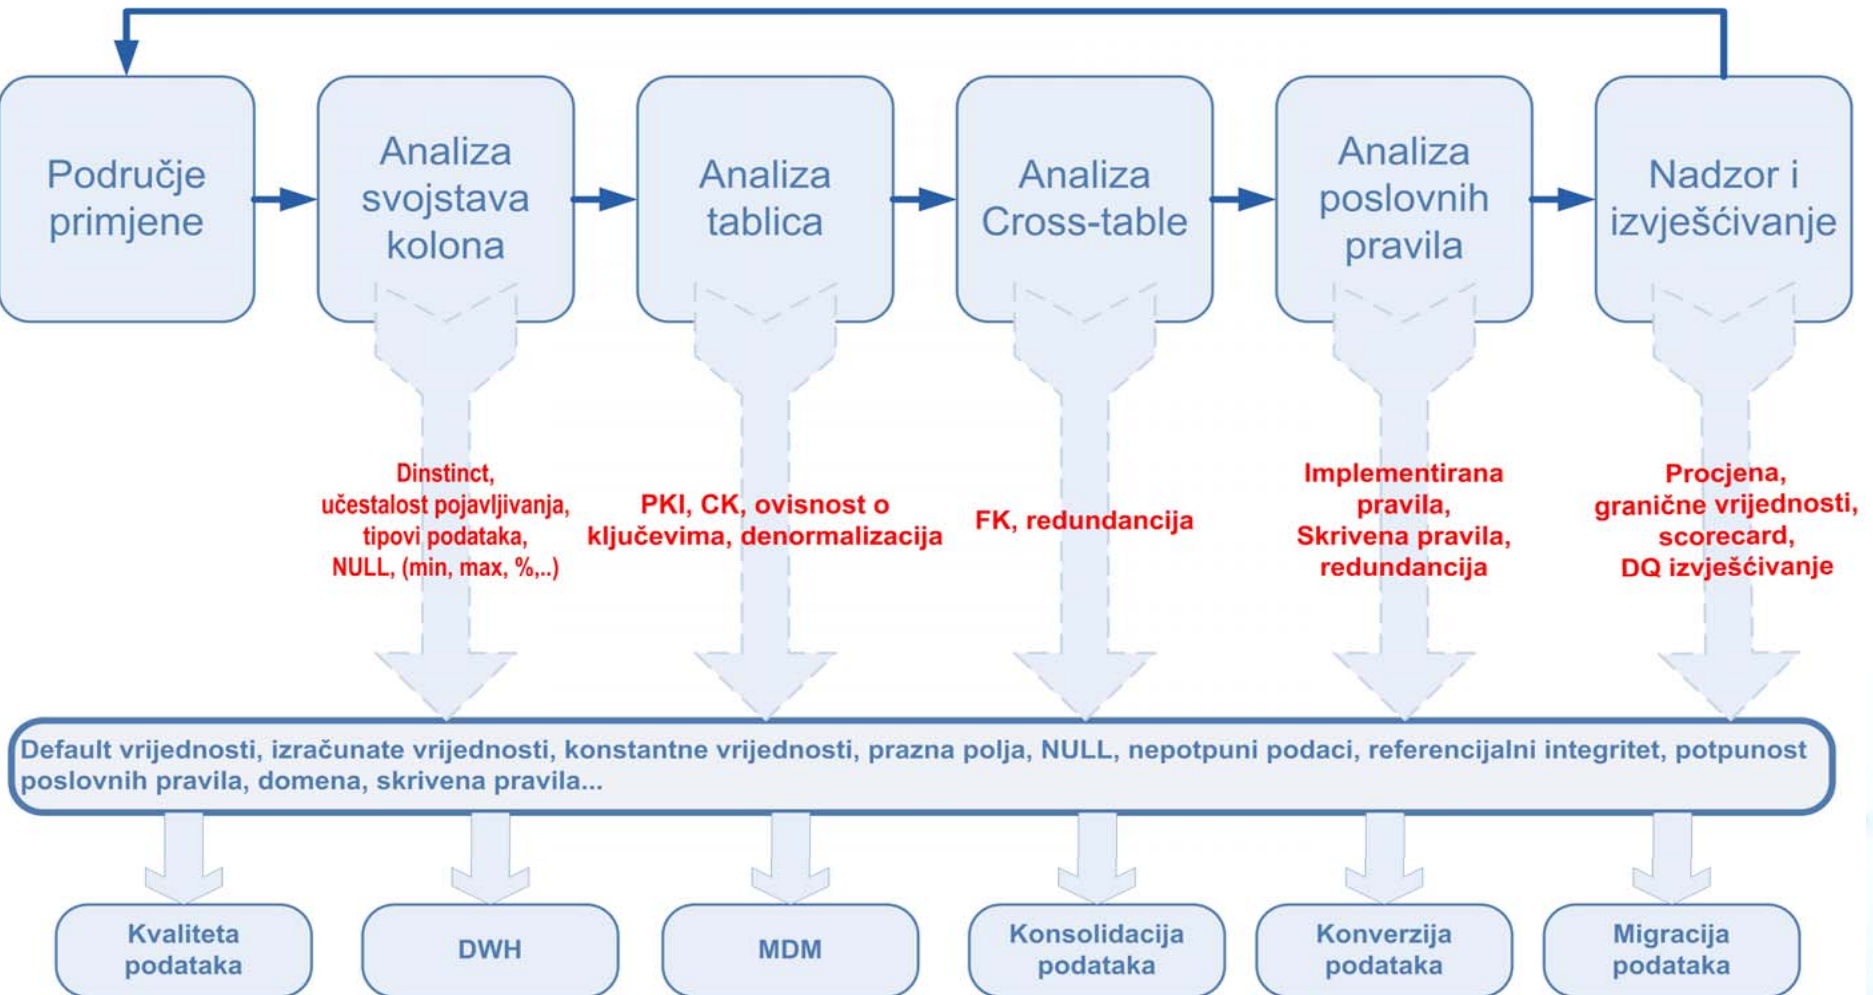 Područje
primjene
Analiza
svojstava
kolona
Analiza
tablica
Analiza
Cross-table
Analiza
poslovnih
pravila
Nadzor i
izvješćivanje
Dinstinct,
učestalost pojavljivanja,
tipovi podataka,
NULL, (min, max, %,..)
PKI, CK, ovisnost o
ključevima, denormalizacija
FK, redundancija
Implementirana
pravila,
Skrivena pravila,
redundancija
Procjena,
granične vrijednosti,
scorecard,
DQ izvješćivanje
Default vrijednosti, izračunate vrijednosti, konstantne vrijednosti, prazna polja, NULL, nepotpuni podaci, referencijalni integritet, potpunost
poslovnih pravila, domena, skrivena pravila...
Kvaliteta
podataka
DWH
MDM
Konsolidacija
podataka
Konverzija
podataka
Migracija
podataka